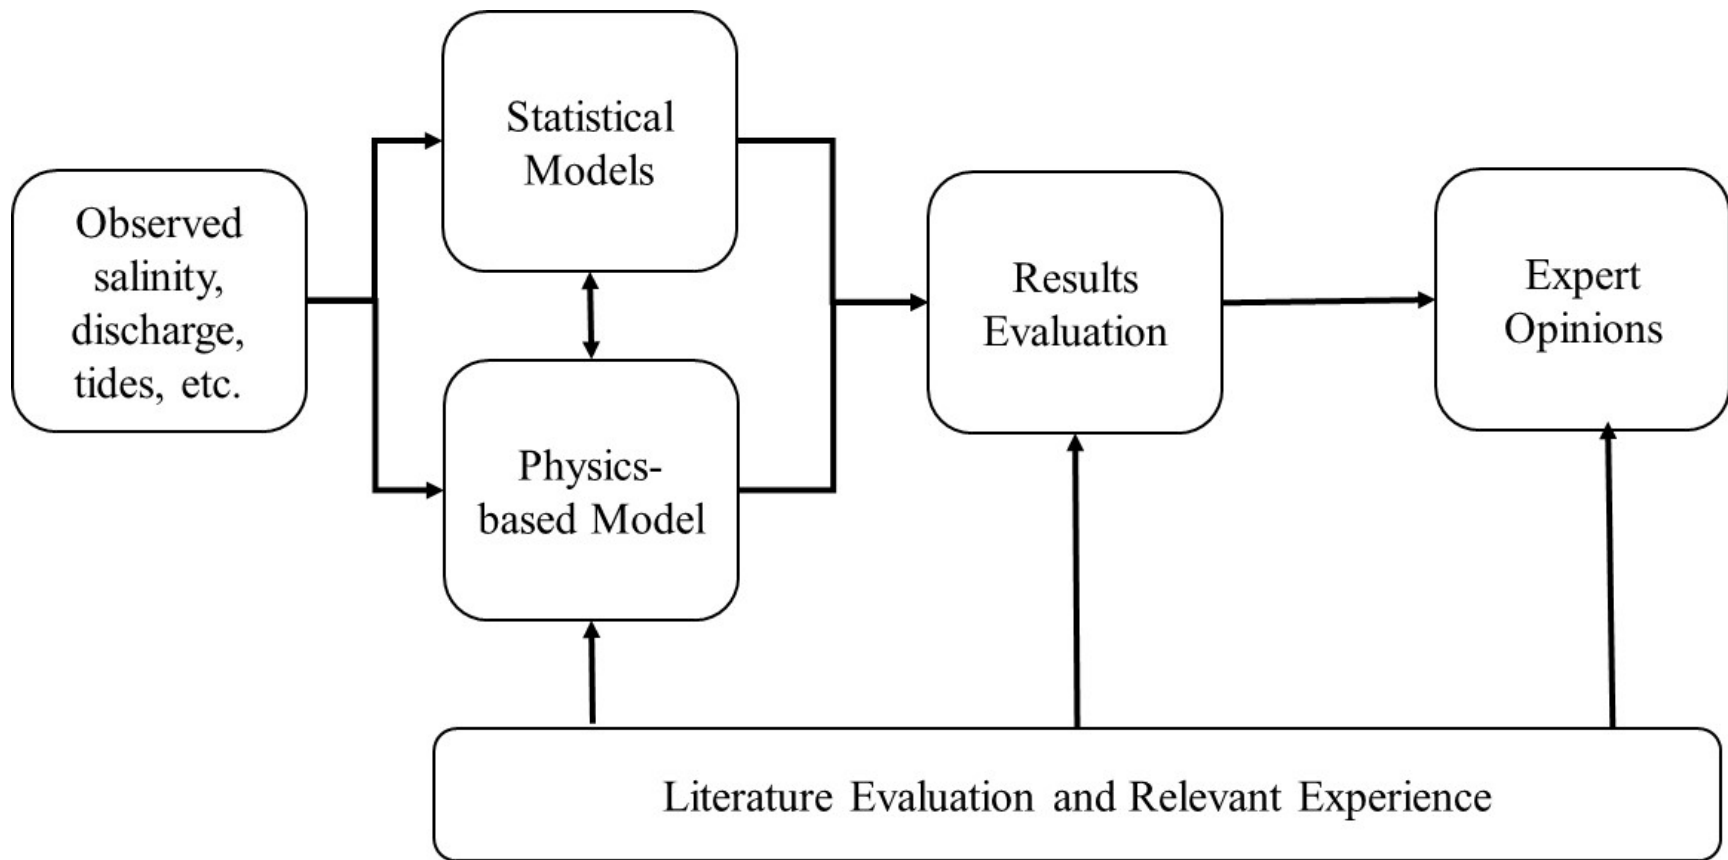 Observed
salinity,
discharge,
tides, etc.
Statistical
Models
Physics-
based Model
Results
Evaluation
Expert
Opinions
Literature Evaluation and Relevant Experience